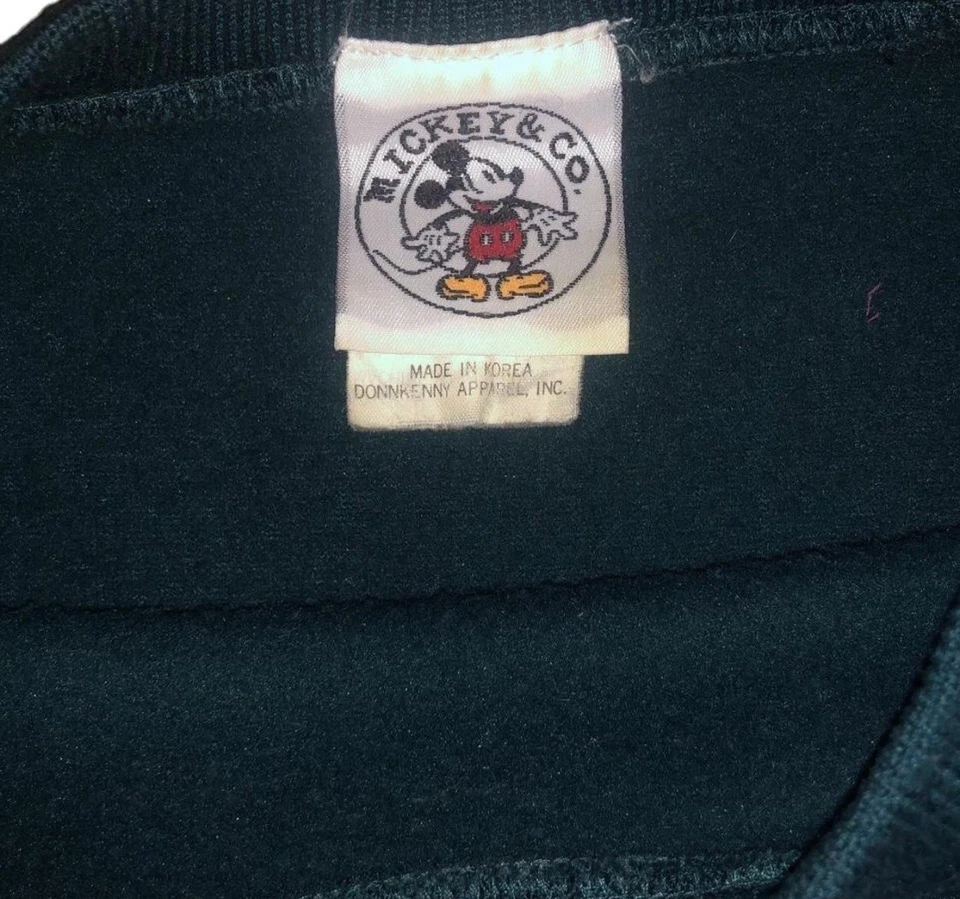 MICKEY & CO.
MADE IN KOREA
DONNKENNY APPAREL, INC.